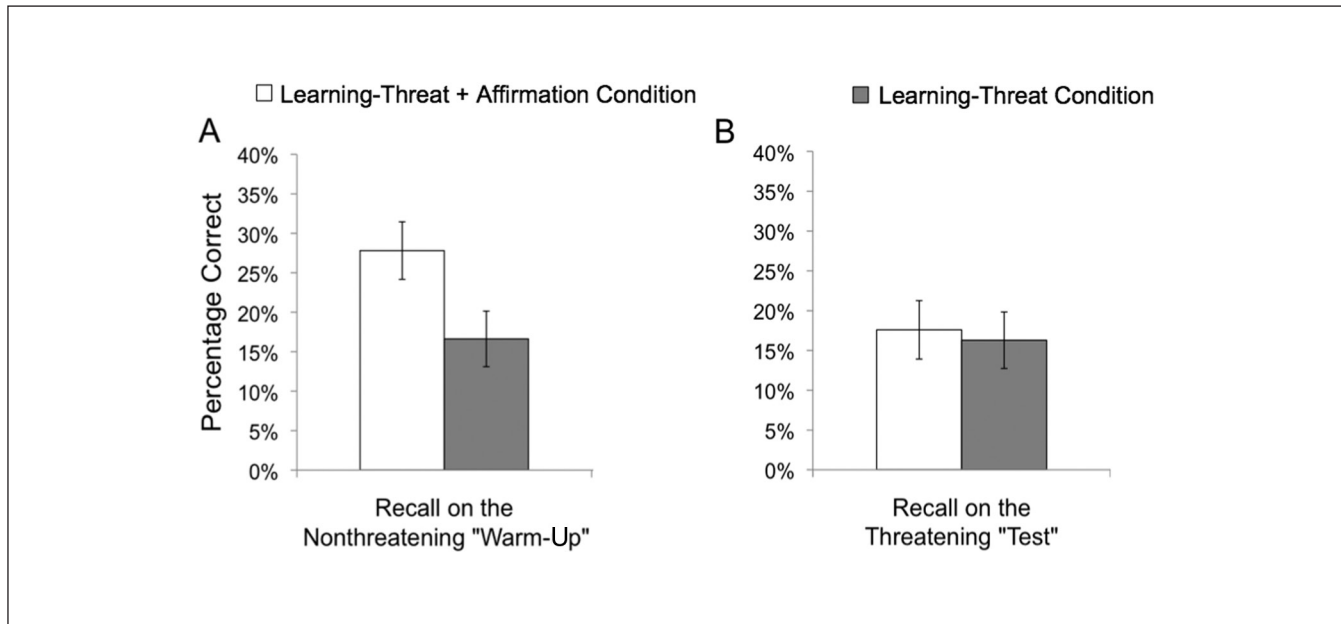 Learning-Threat + Affirmation Condition
Learning-Threat Condition
A
40%
35%
30%
25%
20%
15%
10%
5%
0%
Percentage Correct
Recall on the
Nonthreatening "Warm-Up"
B
40%
35%
30%
25%
20%
15%
10%
5%
0%
Recall on the
Threatening "Test"